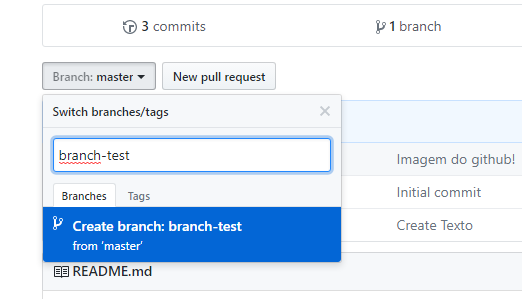 3 commits
1 branch
Branch: master
New pull request
Switch branches/tags
branch-test
Branches
Tags
Create branch: branch-test
from 'master'
Imagem do github!
Initial commit
Create Texto
README.md